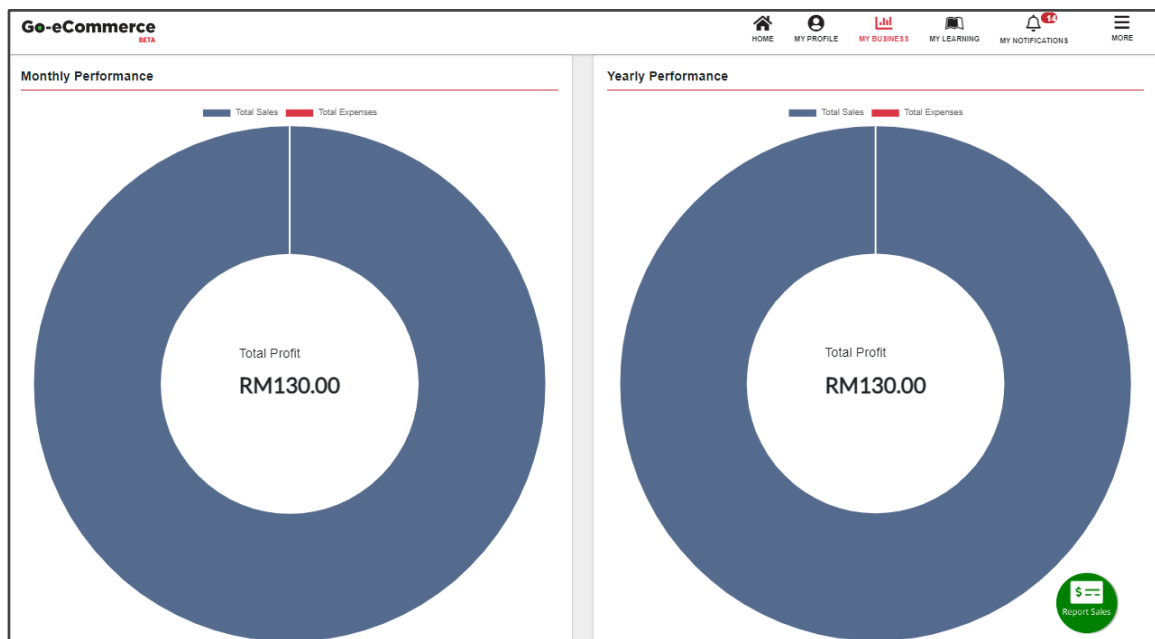 Go-eCommerce
BETA
HOME
MY PROFILE
MY BUSINESS
MY LEARNING
14
MY NOTIFICATIONS
MORE
Monthly Performance
Total Sales Total Expenses
Total Profit
RM130.00
Yearly Performance
Total Sales Total Expenses
Total Profit
RM130.00
$
Report Sales